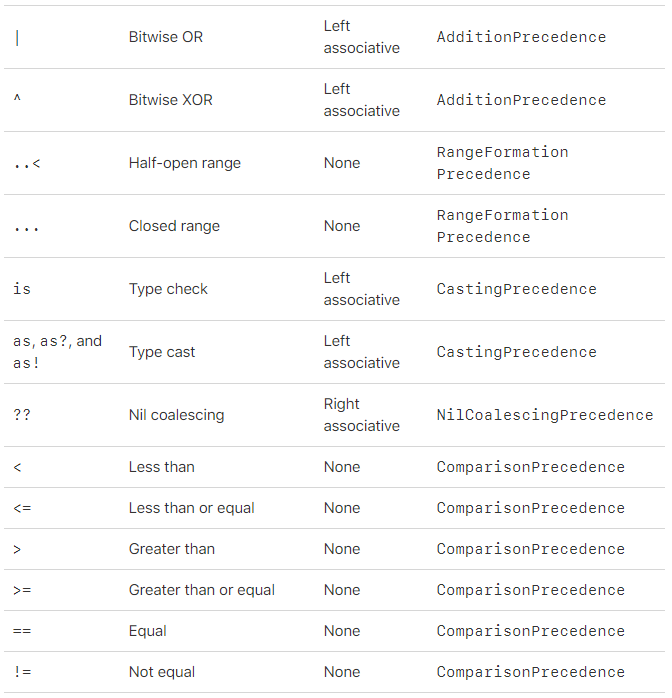 | Bitwise OR Left associative AdditionPrecedence
^ Bitwise XOR Left associative AdditionPrecedence
..< Half-open range None RangeFormation Precedence
... Closed range None RangeFormation Precedence
is Type check Left associative CastingPrecedence
as, as?, and as! Type cast Left associative CastingPrecedence
?? Nil coalescing Right associative NilCoalescingPrecedence
< Less than None ComparisonPrecedence
<= Less than or equal None ComparisonPrecedence
> Greater than None ComparisonPrecedence
>= Greater than or equal None ComparisonPrecedence
== Equal None ComparisonPrecedence
!= Not equal None ComparisonPrecedence